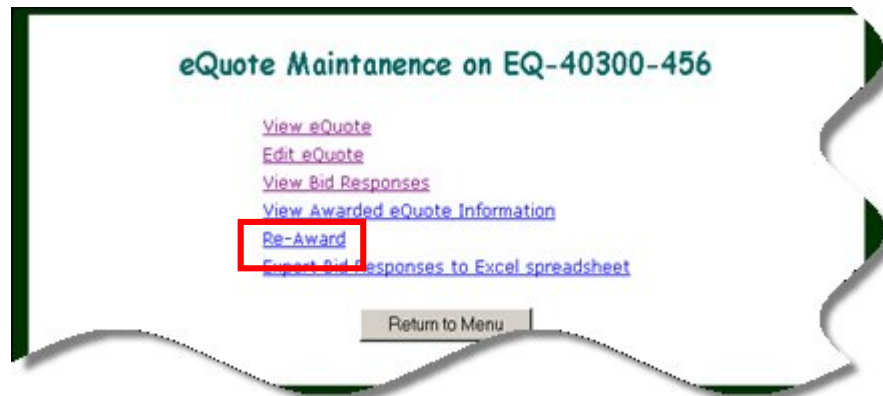 eQuote Maintanence on EQ-40300-456
View eQuote
Edit eQuote
View Bid Responses
View Awarded eQuote Information
Re-Award
Export Bid Responses to Excel spreadsheet
Return to Menu